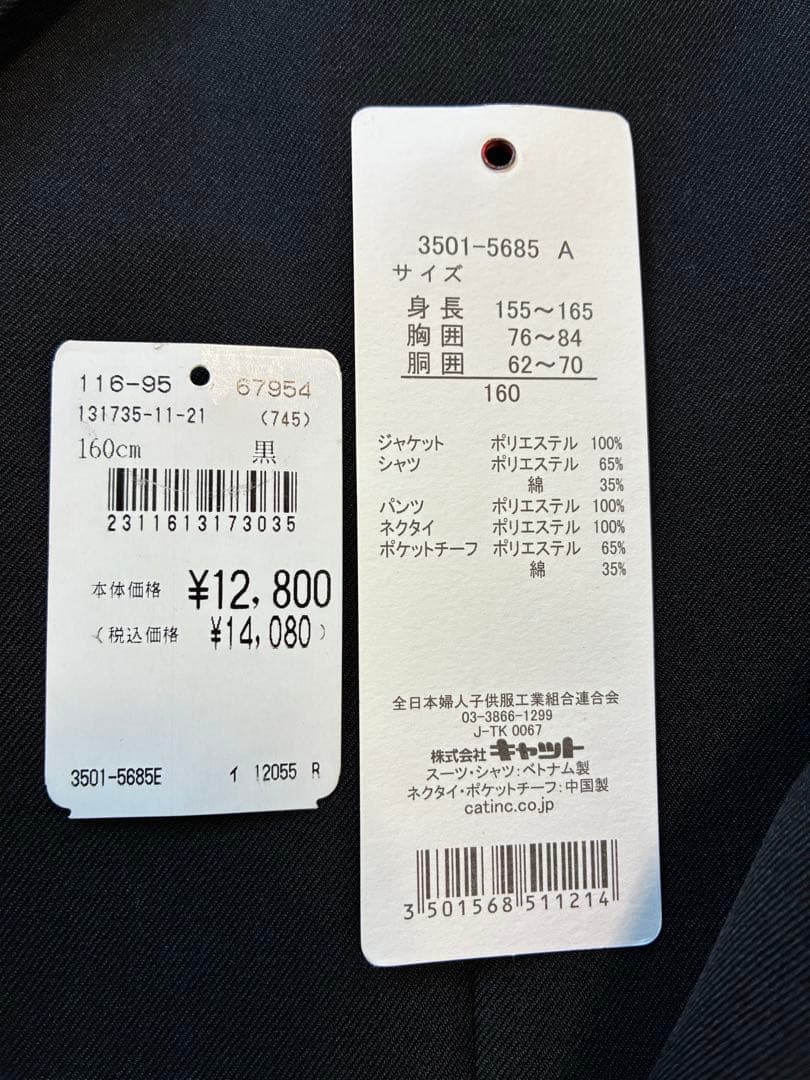 116-95 67954
131735-11-21 (745)
160cm 黒
2311613173035
本体価格 ¥12,800
(税込価格 ¥14,080)
3501-5685E イ 12055 R
3501-5685 A
サイズ
身長 155～165
胸囲 76～84
胴囲 62～70
160
ジャケット ポリエステル 100%
シャツ ポリエステル 65%
綿 35%
パンツ ポリエステル 100%
ネクタイ ポリエステル 100%
ポケットチーフ ポリエステル 65%
綿 35%
全日本婦人子供服工業組合連合会
03-3866-1299
J-TK 0067
株式会社 キャット
スーツ・シャツ:ベトナム製
ネクタイ・ポケットチーフ:中国製
catinc.co.jp
3 501568 511214